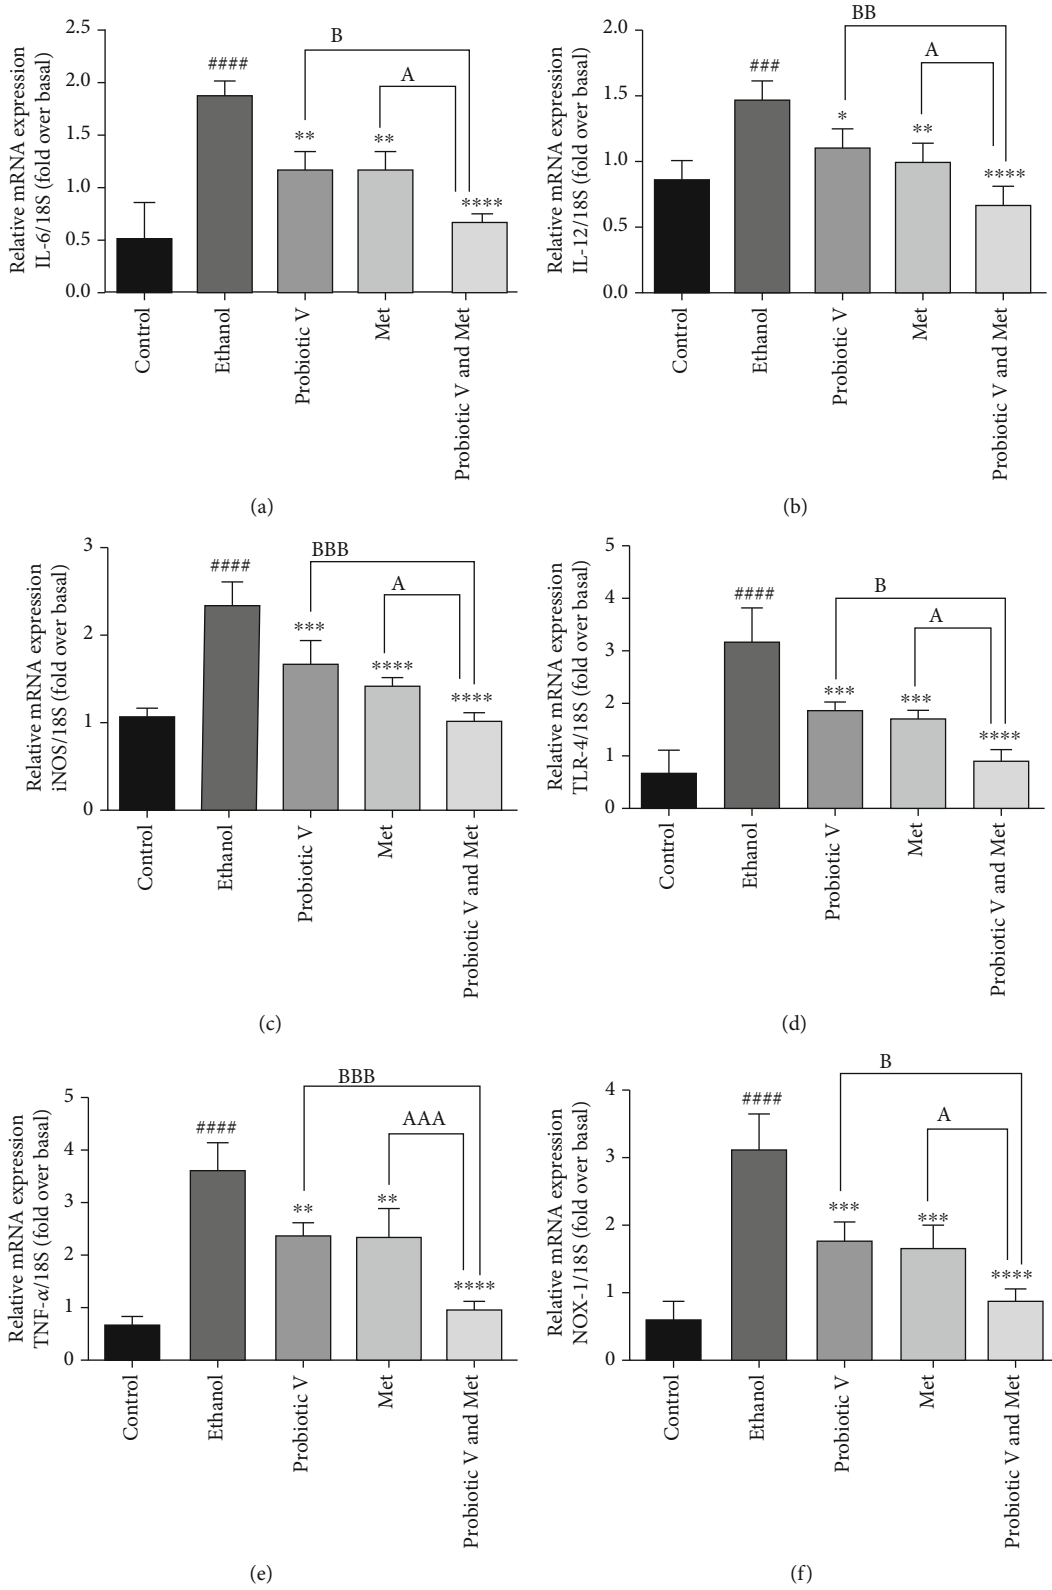 Relative mRNA expression
IL-6/18S (fold over basal)
2.5
2.0
1.5
1.0
0.5
0.0
####
**
**
****
B
A
Control
Ethanol
Probiotic V
Met
Probiotic V and Met
(a)
Relative mRNA expression
IL-12/18S (fold over basal)
2.0
1.5
1.0
0.5
0.0
###
*
**
****
BB
A
Control
Ethanol
Probiotic V
Met
Probiotic V and Met
(b)
Relative mRNA expression
iNOS/18S (fold over basal)
3
2
1
0
####
***
****
****
BBB
A
Control
Ethanol
Probiotic V
Met
Probiotic V and Met
(c)
Relative mRNA expression
TLR-4/18S (fold over basal)
5
4
3
2
1
0
####
***
***
****
B
A
Control
Ethanol
Probiotic V
Met
Probiotic V and Met
(d)
Relative mRNA expression
TNF-α/18S (fold over basal)
5
4
3
2
1
0
####
**
**
****
BBB
AAA
Control
Ethanol
Probiotic V
Met
Probiotic V and Met
(e)
Relative mRNA expression
NOX-1/18S (fold over basal)
4
3
2
1
0
####
***
***
****
B
A
Control
Ethanol
Probiotic V
Met
Probiotic V and Met
(f)